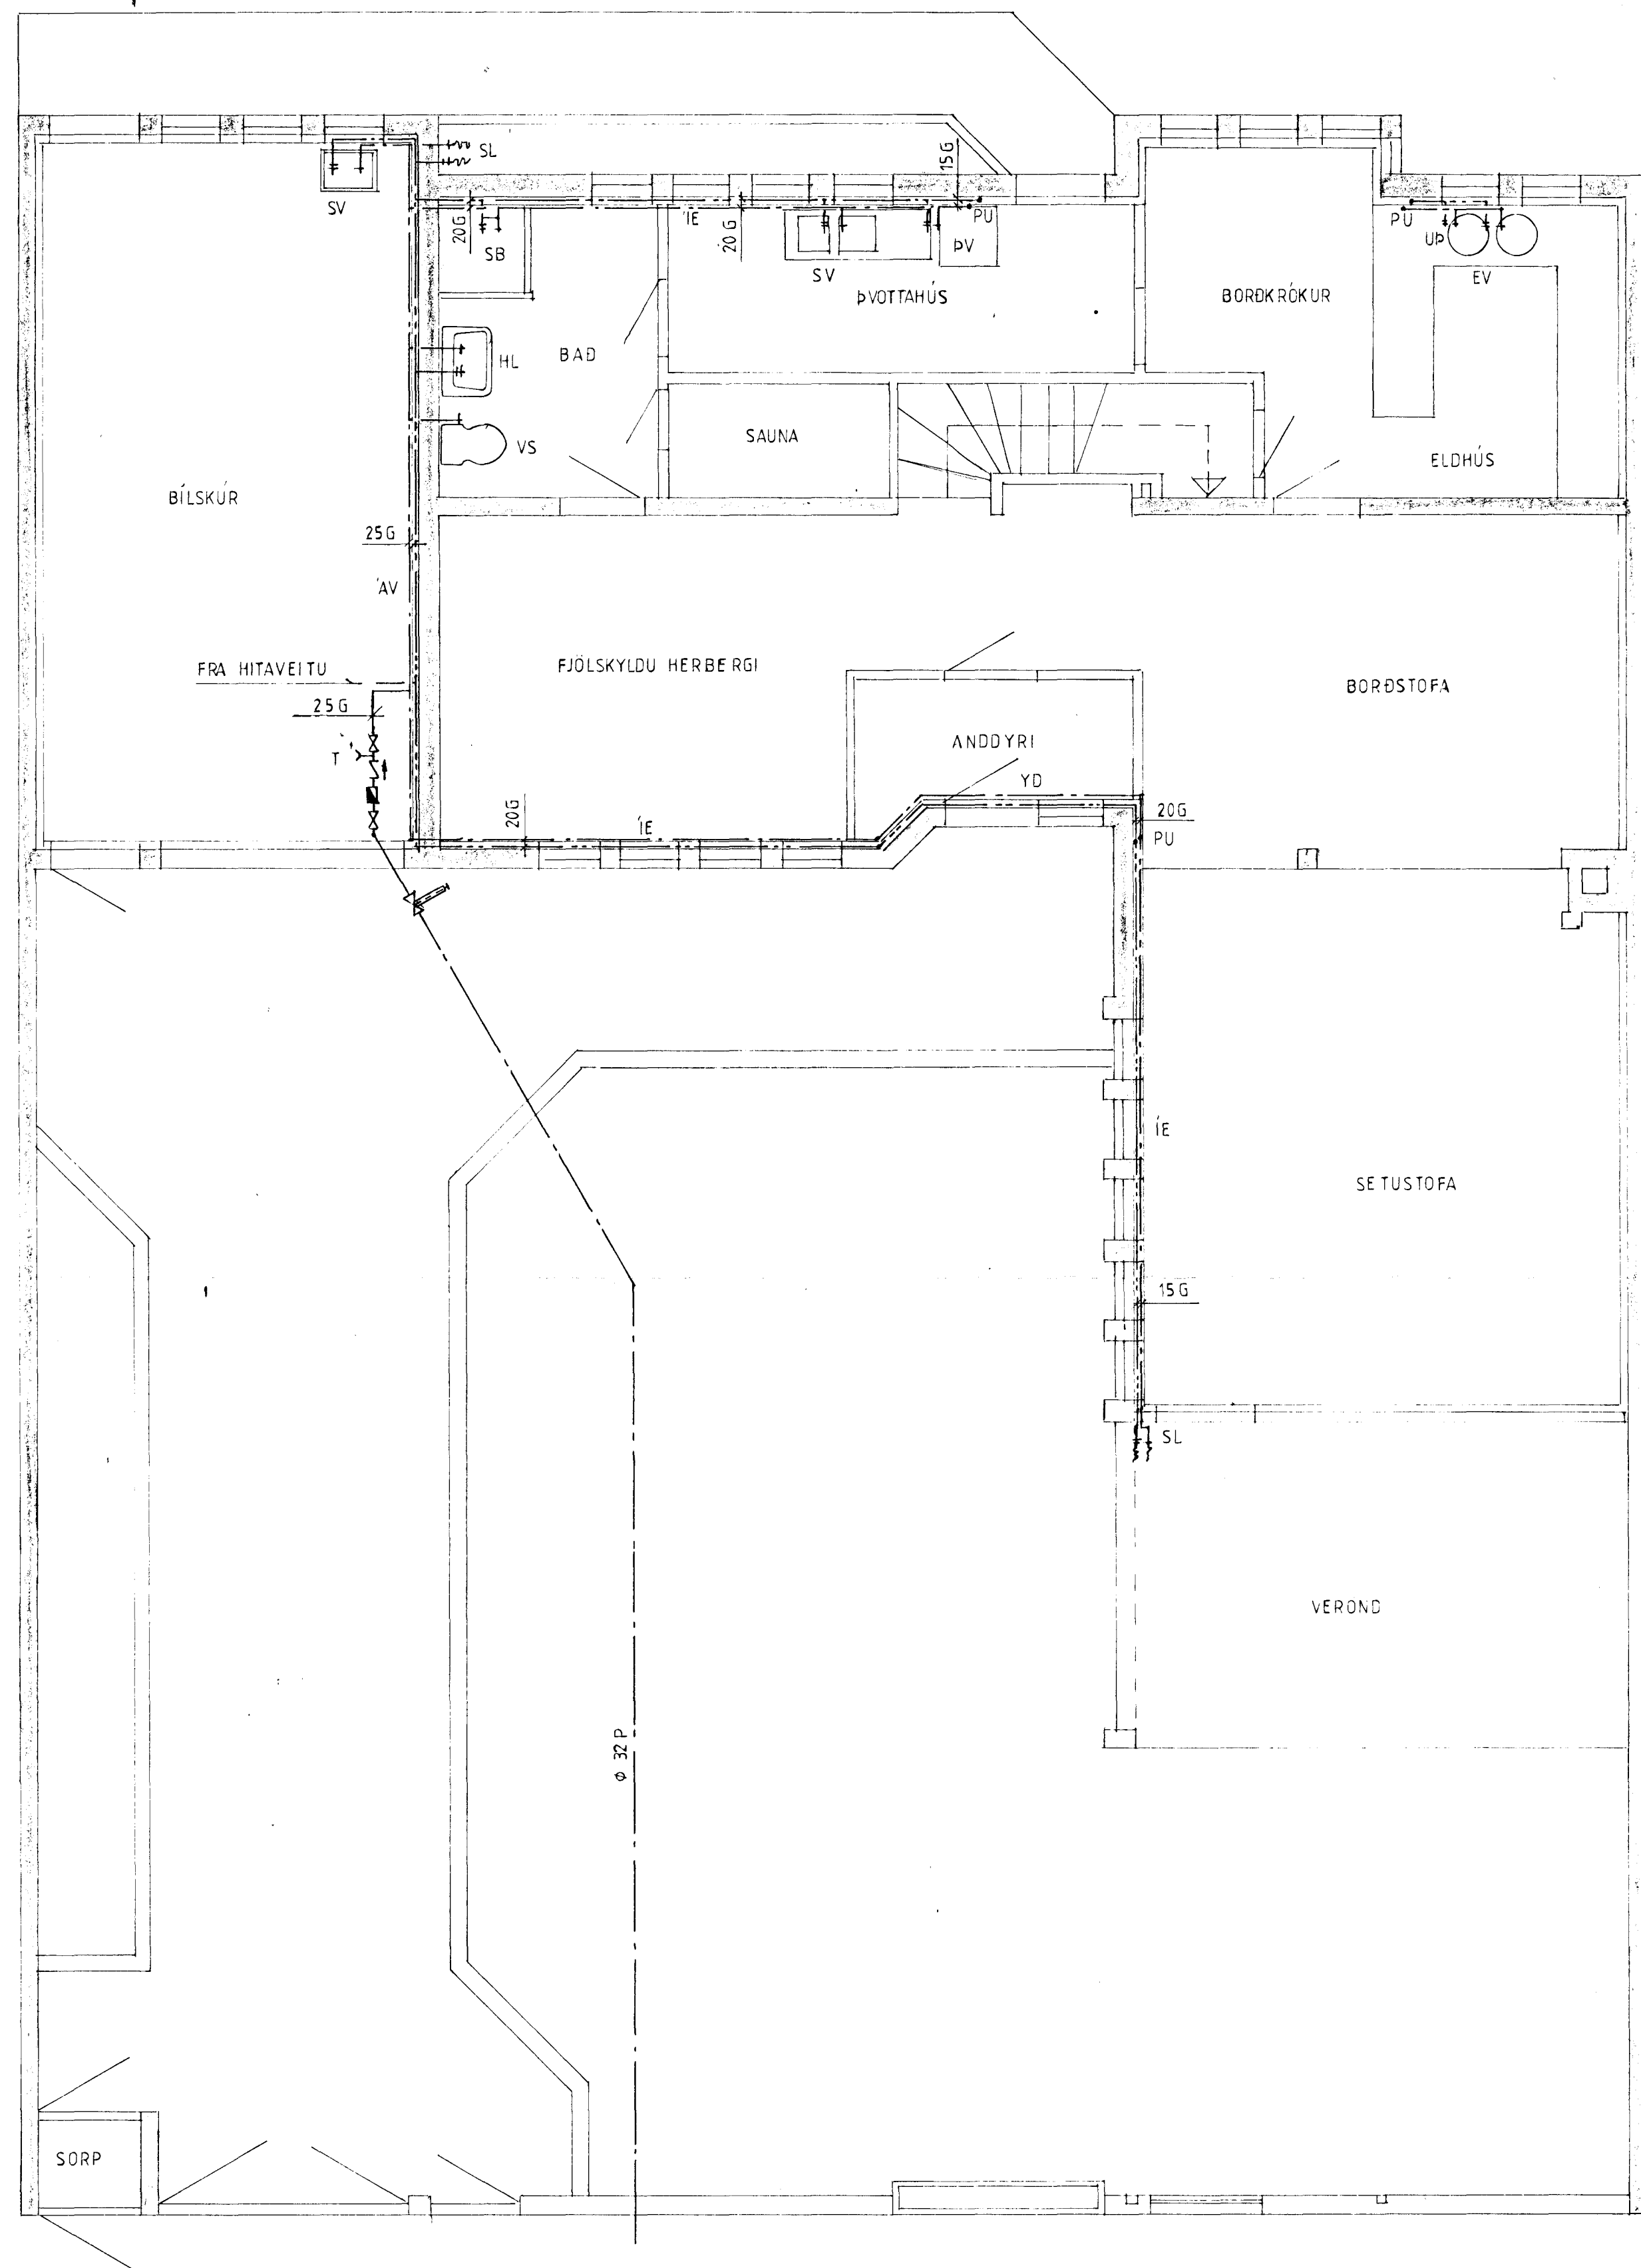 SL
15G
SV
20G
ÍE
20G
PU
PU
UÞ
SB
SV
ÞV
EV
ÞVOTTAHÚS
BORÐKRÓKUR
HL
BAÐ
SAUNA
VS
ELDHÚS
BÍLSKÚR
25G
ÁV
FRA HITAVEITU
FJÖLSKYLDU HERBERGI
BORÐSTOFA
25G
ANDDYRI
T
YD
20G
ÍE
20G
PU
ÍE
SETUSTOFA
15G
SL
VEROND
Ø 32 P
SORP